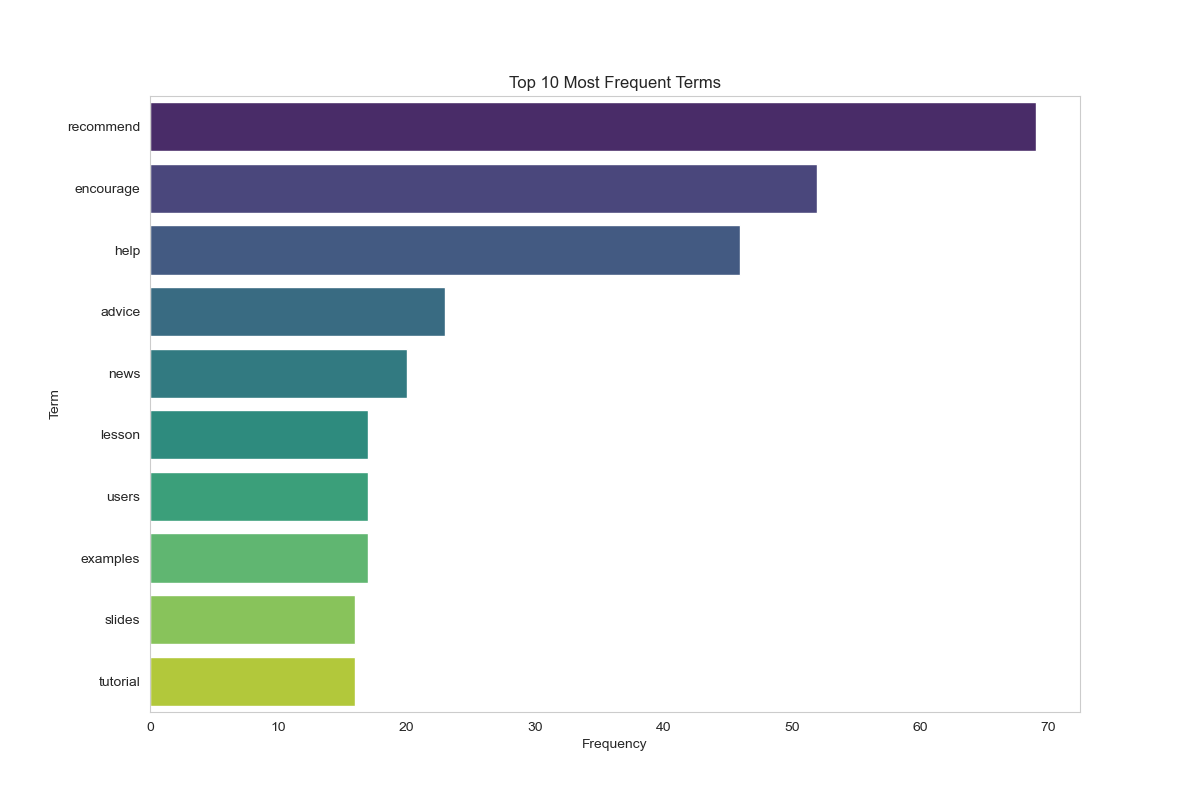 Top 10 Most Frequent Terms
recommend
encourage
help
advice
news
lesson
users
examples
slides
tutorial
Term
0 10 20 30 40 50 60 70
Frequency